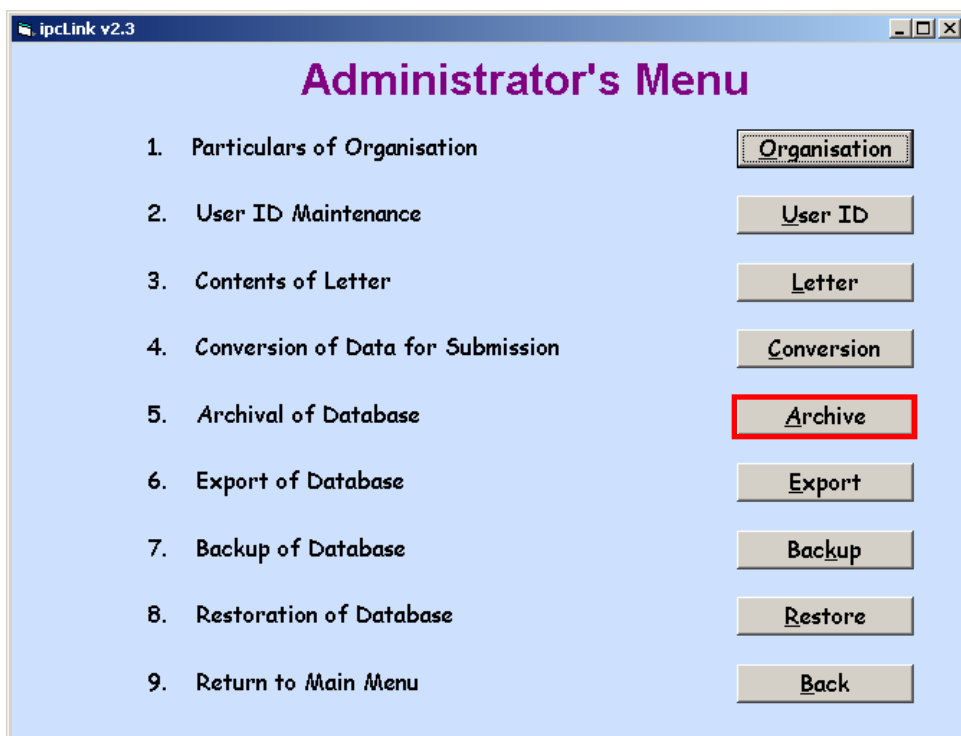 ipcLink v2.3
Administrator's Menu
1. Particulars of Organisation Organisation
2. User ID Maintenance User ID
3. Contents of Letter Letter
4. Conversion of Data for Submission Conversion
5. Archival of Database Archive
6. Export of Database Export
7. Backup of Database Backup
8. Restoration of Database Restore
9. Return to Main Menu Back